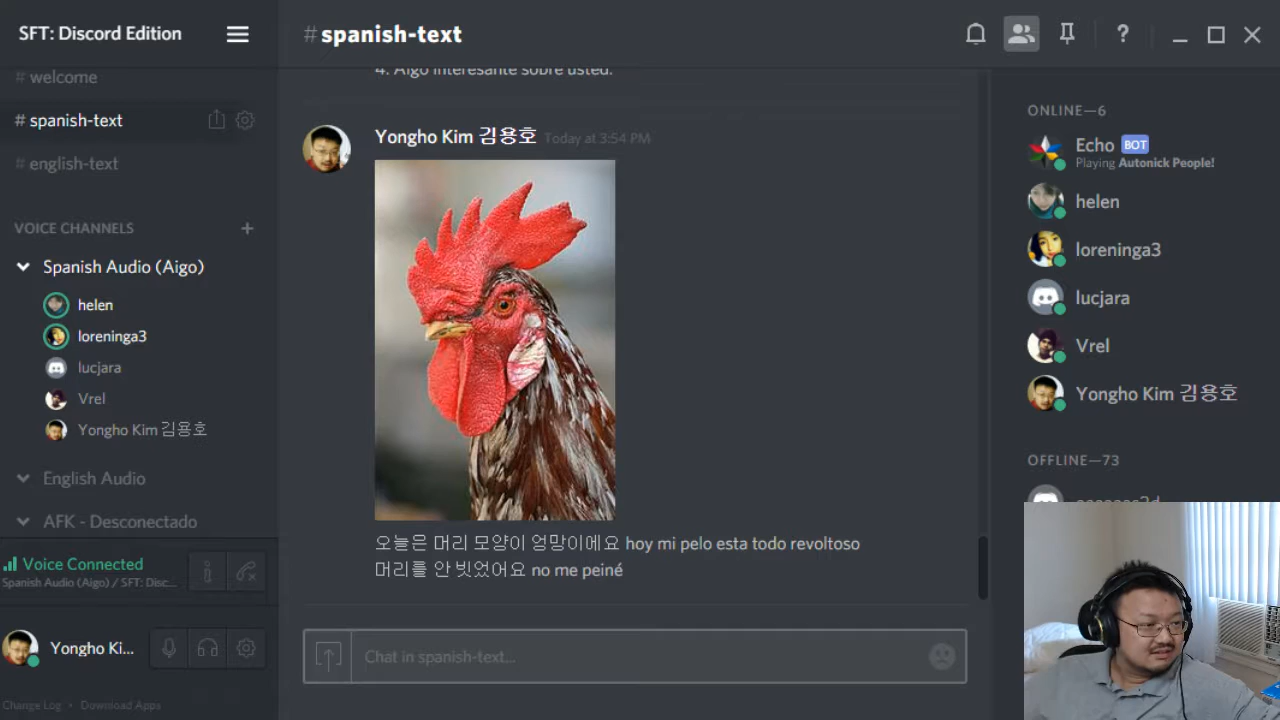 SFT: Discord Edition
# welcome
# spanish-text
# english-text
VOICE CHANNELS
Spanish Audio (Aigo)
helen
loreninga3
lucjara
Vrel
Yongho Kim 김용호
English Audio
AFK - Desconectado
Voice Connected
Spanish Audio (Aigo) / SFT: Disc...
Yongho Ki...
Change Log • Download Apps
#spanish-text
4. Algo interesante sobre usted.
Yongho Kim 김용호 Today at 3:54 PM
오늘은 머리 모양이 엉망이에요 hoy mi pelo esta todo revoltoso
머리를 안 빗었어요 no me peiné
Chat in spanish-text...
ONLINE—6
Echo BOT
Playing Autonick People!
helen
loreninga3
lucjara
Vrel
Yongho Kim 김용호
OFFLINE—73